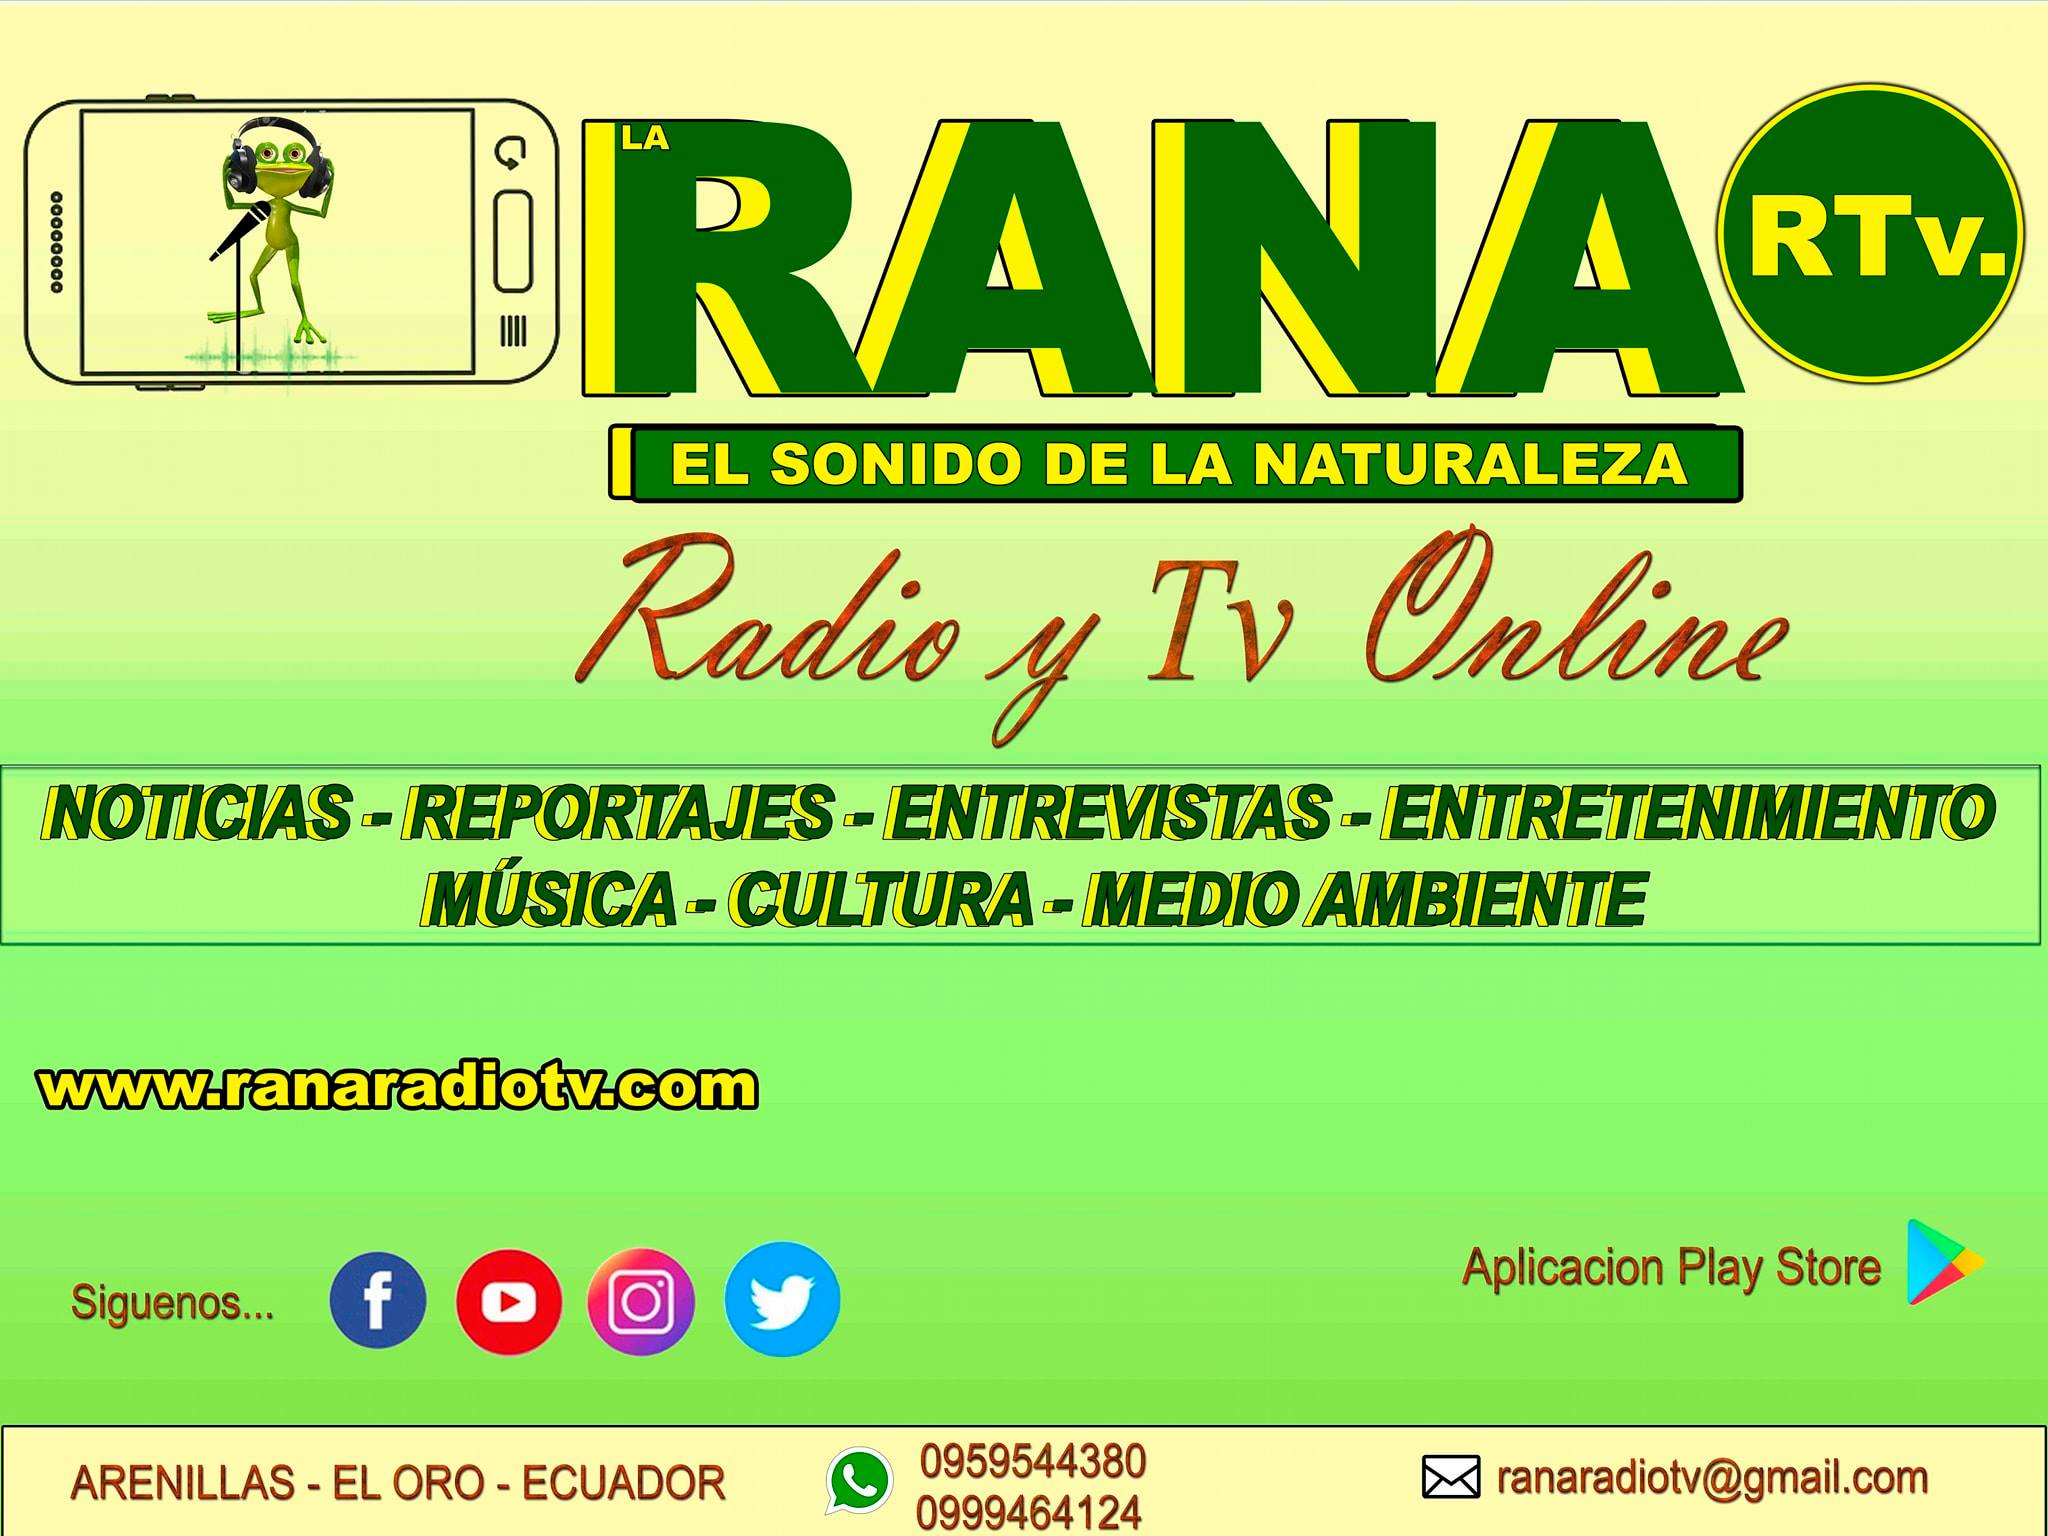 LA
RANA
RTv.
EL SONIDO DE LA NATURALEZA
Radio y Tv Online
NOTICIAS - REPORTAJES - ENTREVISTAS - ENTRETENIMIENTO
MÚSICA - CULTURA - MEDIO AMBIENTE
www.ranaradiotv.com
Siguenos...
Aplicacion Play Store
ARENILLAS - EL ORO - ECUADOR
0959544380
0999464124
ranaradiotv@gmail.com